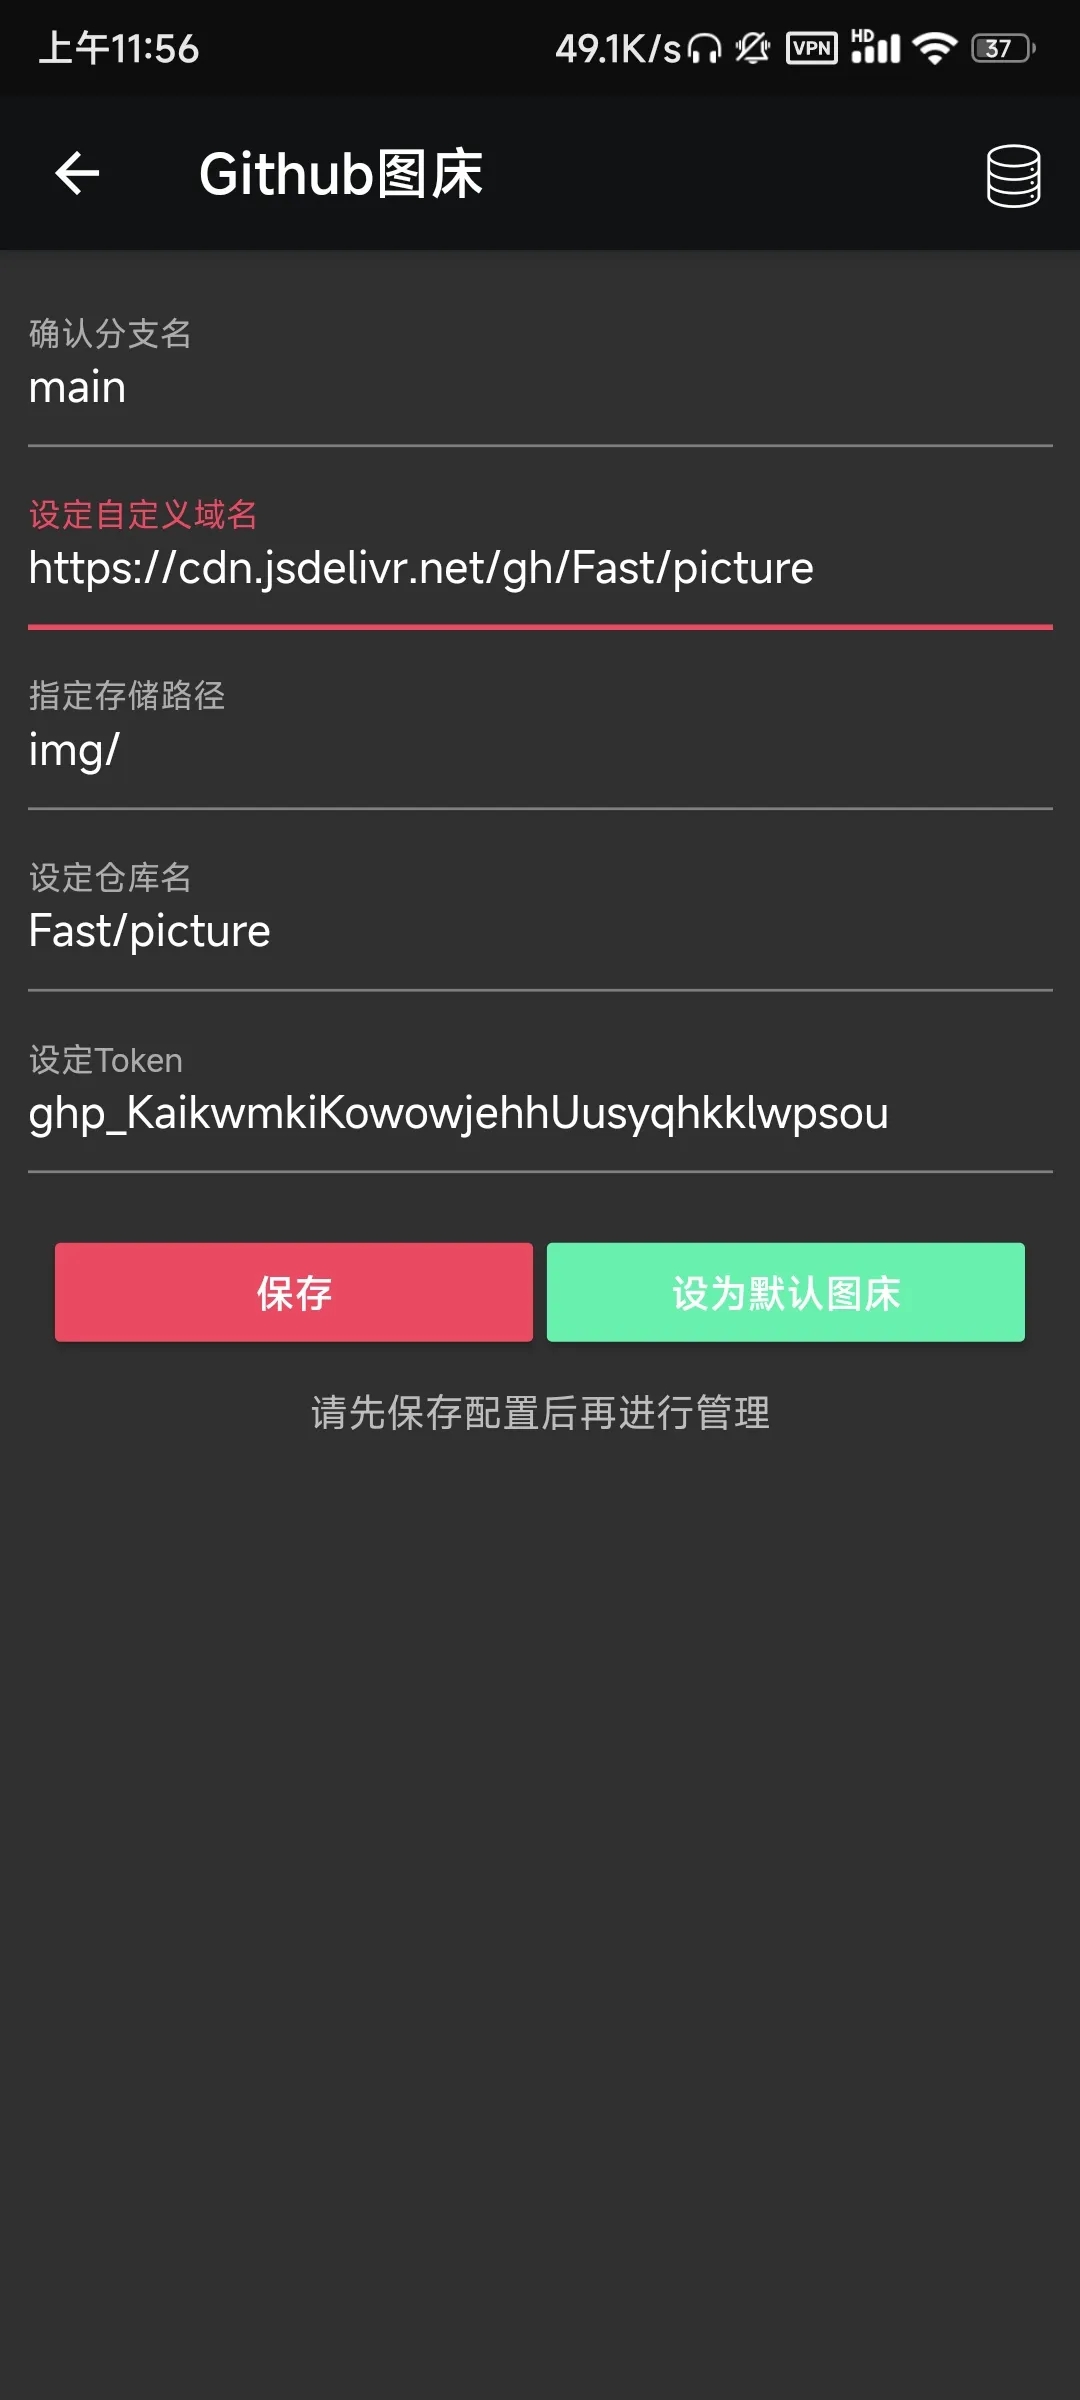 上午11:56 49.1K/s VPN HD 37
Github图床
确认分支名
main
设定自定义域名
https://cdn.jsdelivr.net/gh/Fast/picture
指定存储路径
img/
设定仓库名
Fast/picture
设定Token
ghp_KaikwmkiKowowjehhUusyqhkklwpsou
保存 设为默认图床
请先保存配置后再进行管理